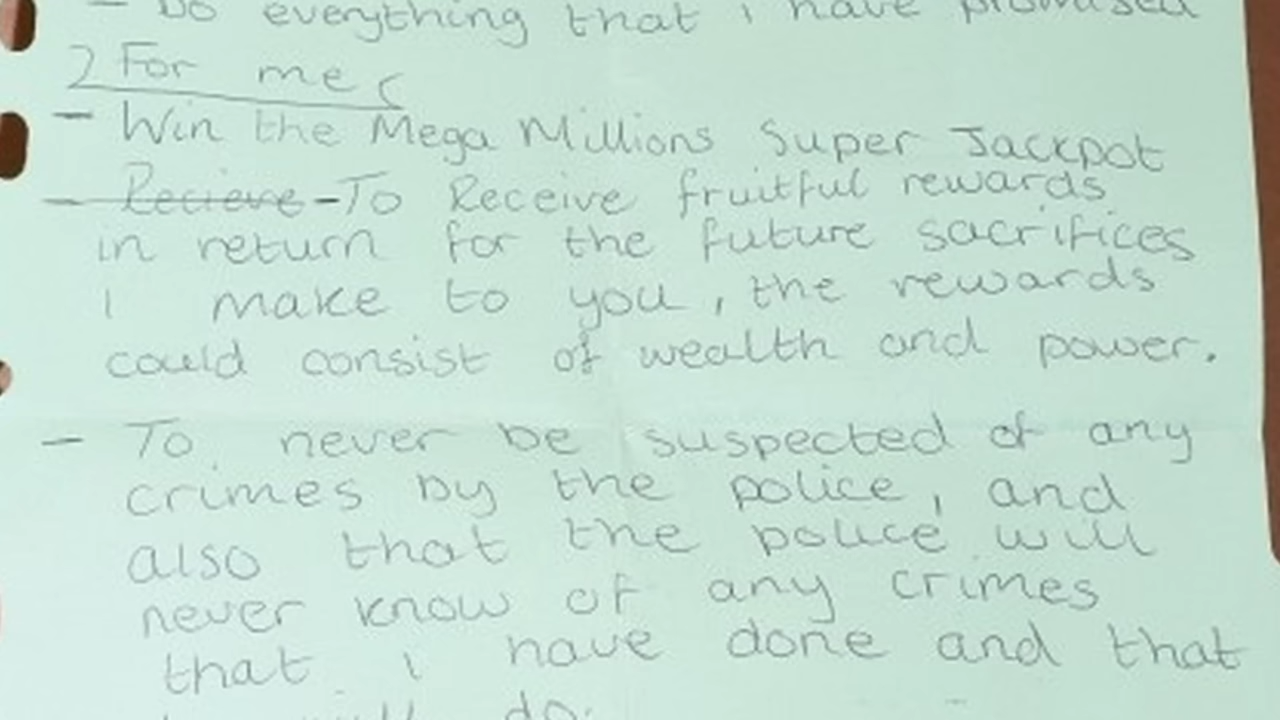 - Do everything that i have promised
2 For me
- Win the Mega Millions Super Jackpot
- Recieve - To Receive fruitful rewards
in return for the future sacrifices
i make to you, the rewards
could consist of wealth and power.
- To never be suspected of any
crimes by the police, and
also that the police will
never know of any crimes
that i have done and that
i will do.